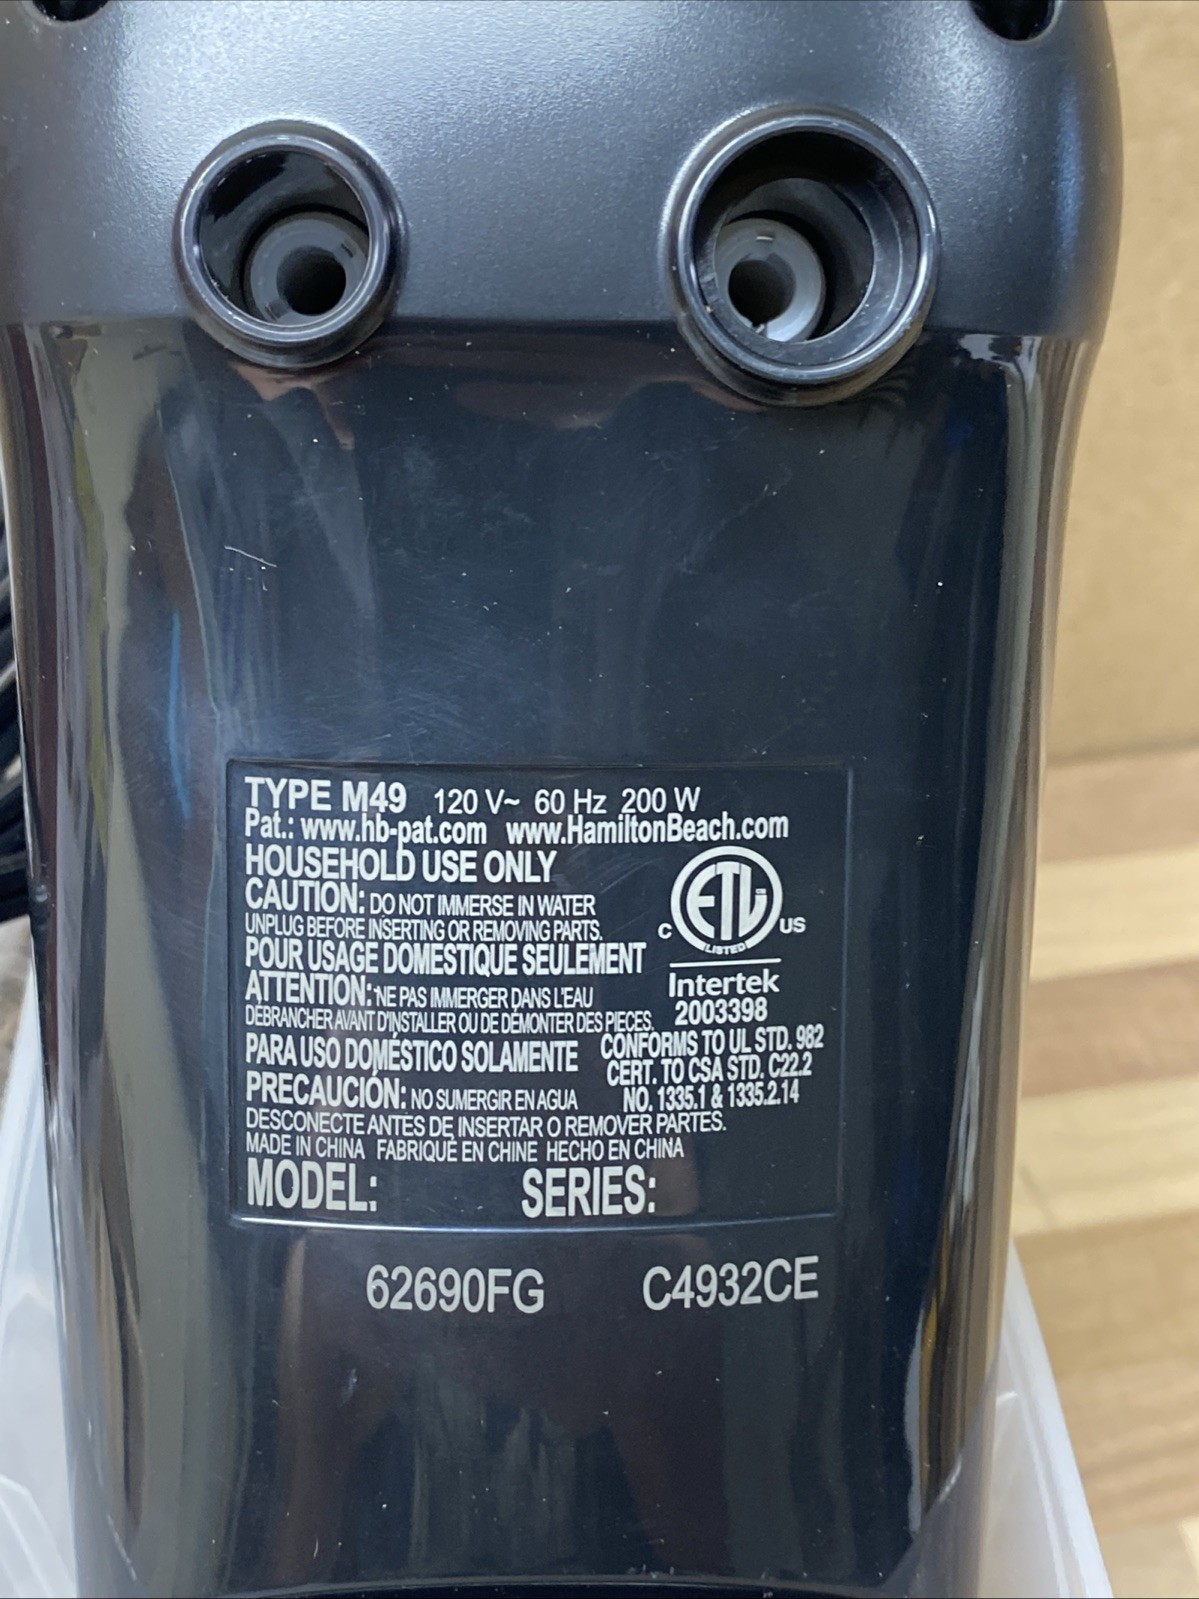 TYPE M49 120 V~ 60 Hz 200 W
Pat.: www.hb-pat.com www.HamiltonBeach.com
HOUSEHOLD USE ONLY
CAUTION: DO NOT IMMERSE IN WATER
UNPLUG BEFORE INSERTING OR REMOVING PARTS.
POUR USAGE DOMESTIQUE SEULEMENT
ATTENTION: NE PAS IMMERGER DANS L'EAU
DÉBRANCHER AVANT D'INSTALLER OU DE DÉMONTER DES PIECES.
PARA USO DOMÉSTICO SOLAMENTE
PRECAUCIÓN: NO SUMERGIR EN AGUA
DESCONECTE ANTES DE INSERTAR O REMOVER PARTES.
MADE IN CHINA FABRIQUÉ EN CHINE HECHO EN CHINA
C ETL US
LISTED
Intertek
2003398
CONFORMS TO UL STD. 982
CERT. TO CSA STD. C22.2
NO. 1335.1 & 1335.2.14
MODEL: SERIES:
62690FG C4932CE